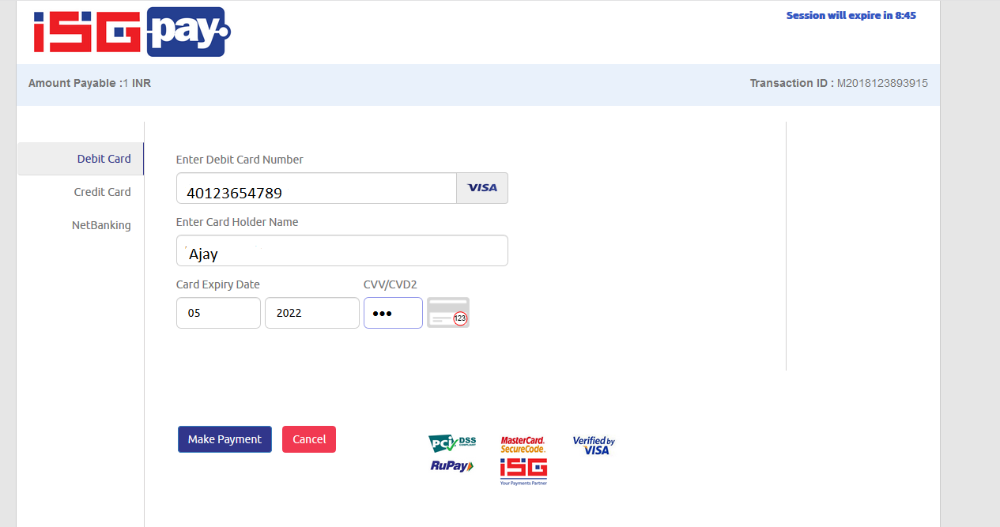 iSG pay
Session will expire in 8:45
Amount Payable :1 INR
Transaction ID : M2018123893915
Debit Card
Credit Card
NetBanking
Enter Debit Card Number
40123654789
VISA
Enter Card Holder Name
Ajay
Card Expiry Date
CVV/CVD2
05
2022
•••
123
Make Payment
Cancel
PCI DSS
COMPLIANT
MasterCard.
SecureCode.
Verified by
VISA
RuPay
iSG
Your Payments Partner